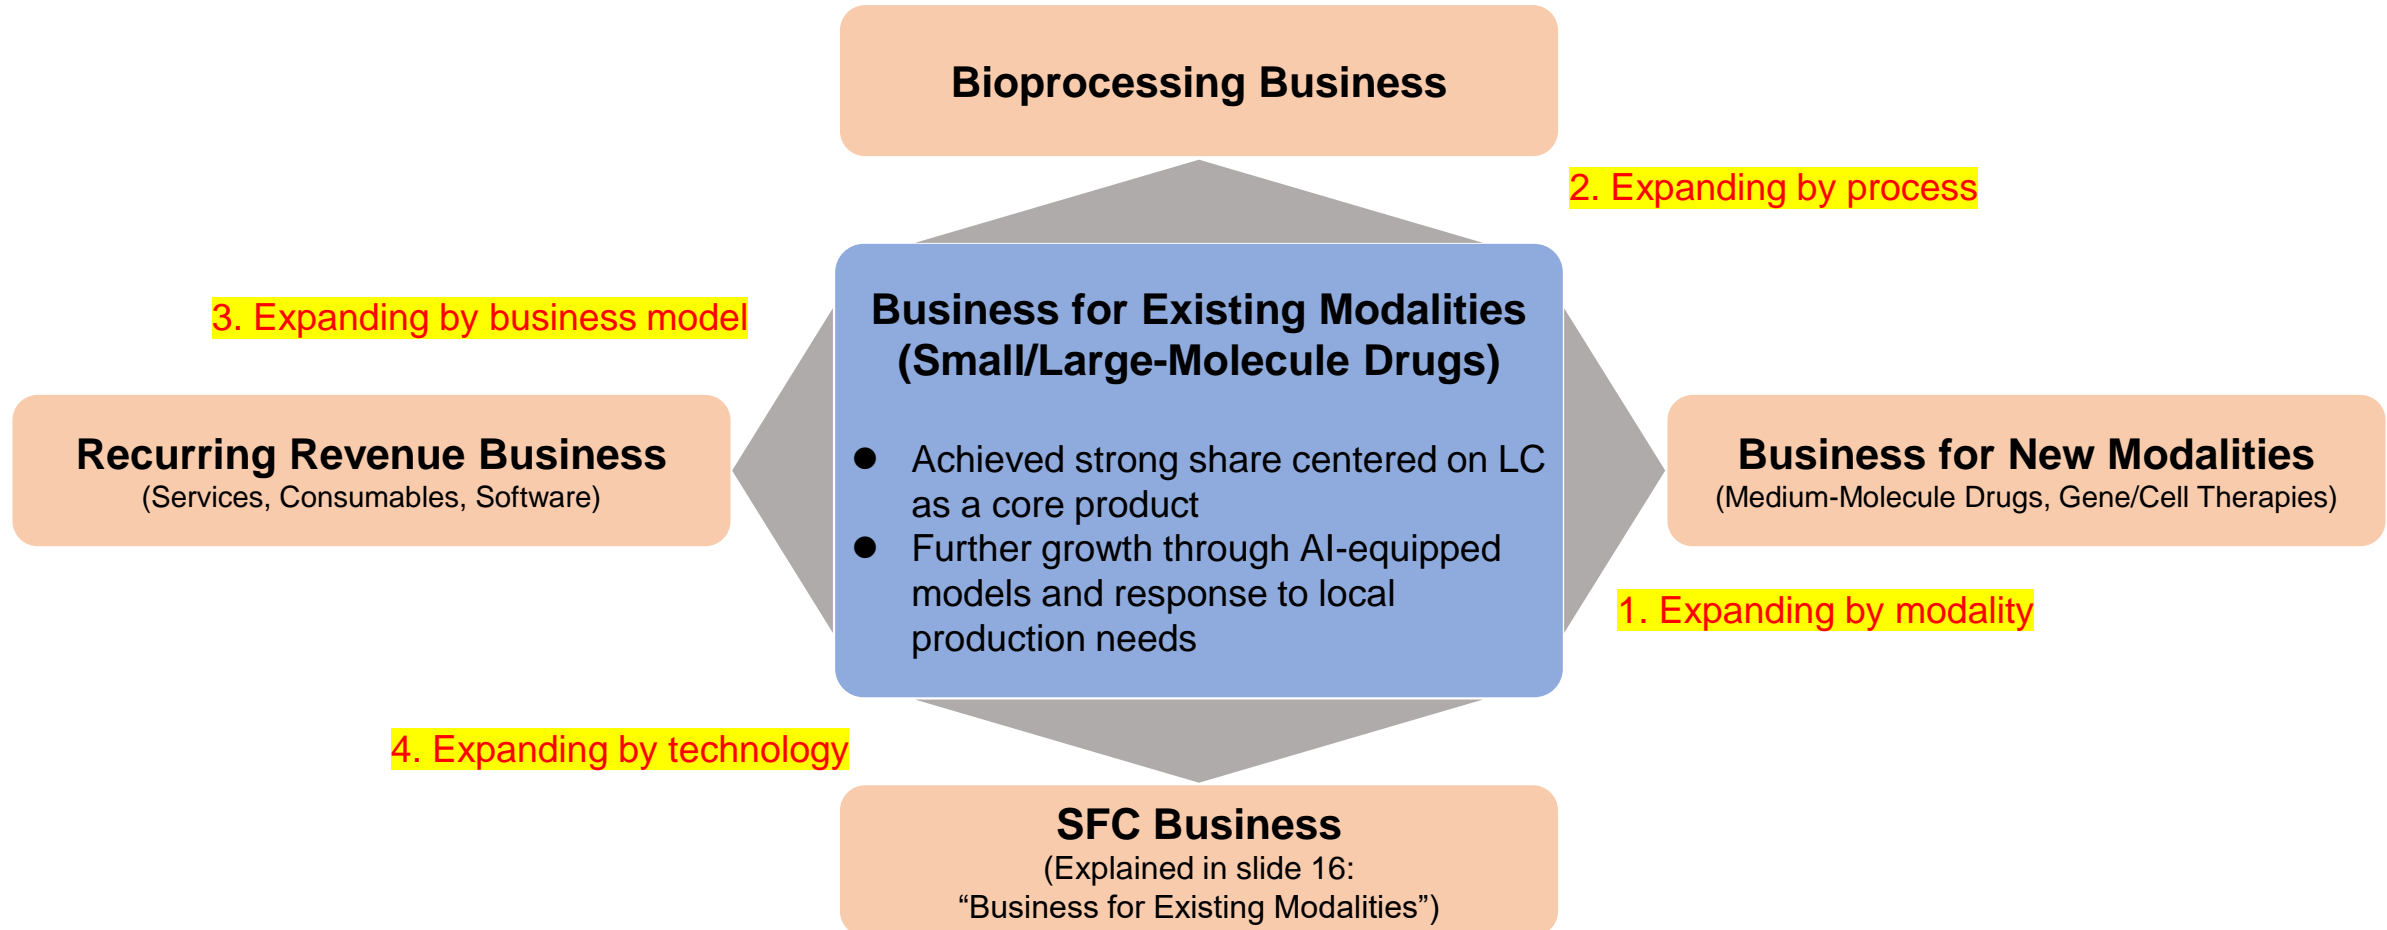 Bioprocessing Business
2. Expanding by process
3. Expanding by business model
Business for Existing Modalities
(Small/Large-Molecule Drugs)
● Achieved strong share centered on LC
as a core product
● Further growth through AI-equipped
models and response to local
production needs
Recurring Revenue Business
(Services, Consumables, Software)
Business for New Modalities
(Medium-Molecule Drugs, Gene/Cell Therapies)
1. Expanding by modality
4. Expanding by technology
SFC Business
(Explained in slide 16:
“Business for Existing Modalities”)